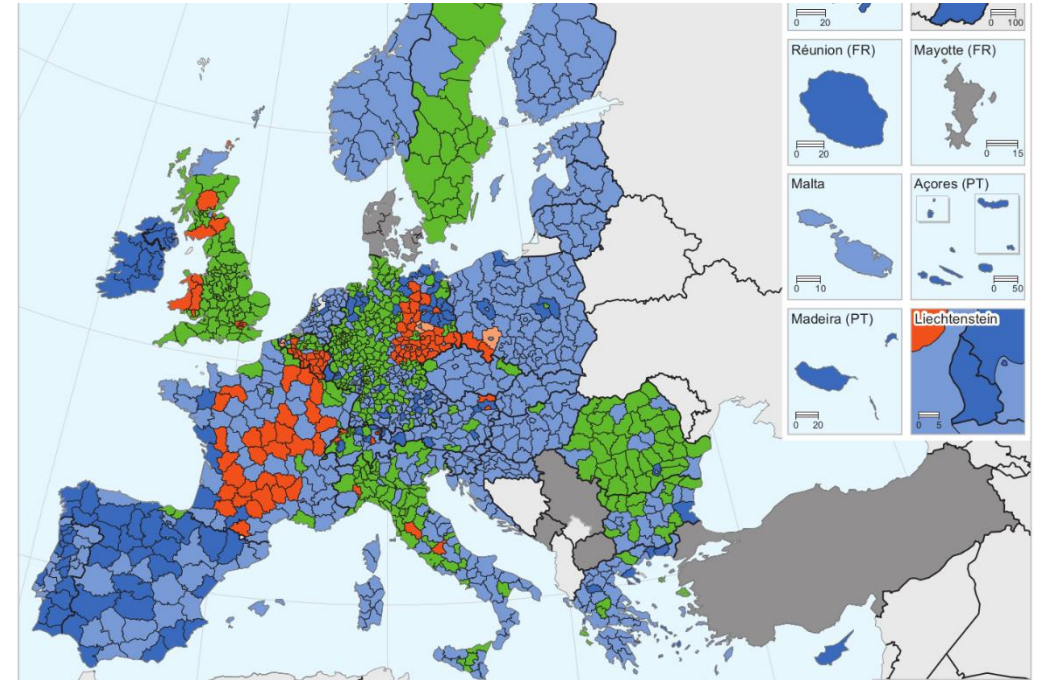 0 20
0 100
Réunion (FR)
Mayotte (FR)
0 20
0 15
Malta
Açores (PT)
0 10
0 50
Madeira (PT)
Liechtenstein
0 20
0 5